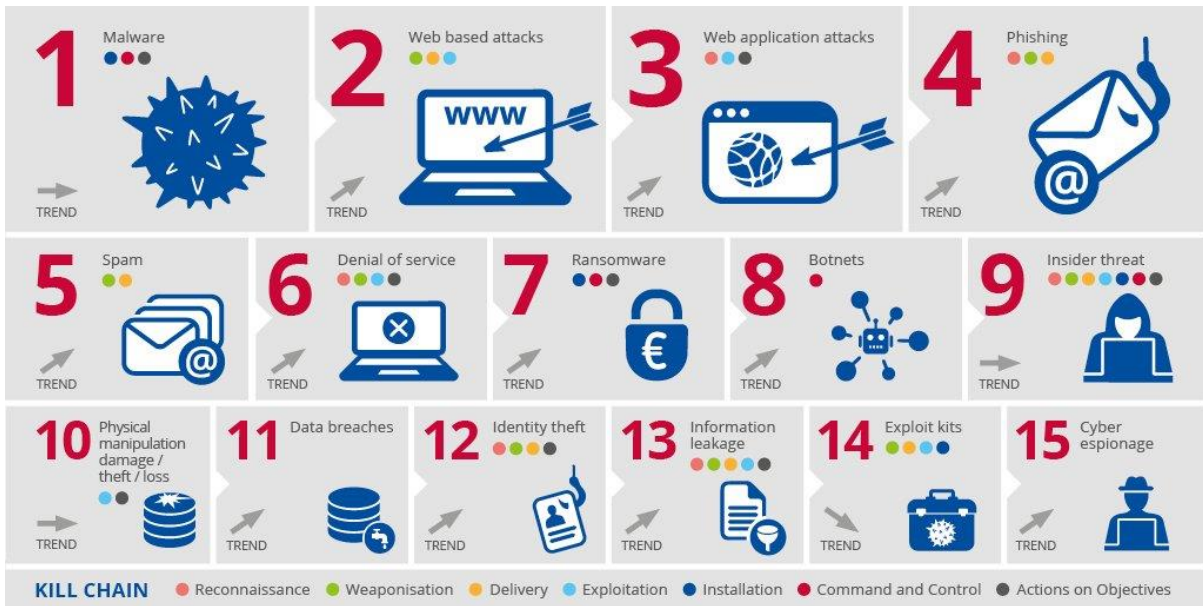 1
Malware
TREND
2
Web based attacks
WWW
TREND
3
Web application attacks
TREND
4
Phishing
@
TREND
5
Spam
@
TREND
6
Denial of service
TREND
7
Ransomware
€
TREND
8
Botnets
TREND
9
Insider threat
TREND
10
Physical
manipulation
damage /
theft / loss
TREND
11
Data breaches
TREND
12
Identity theft
TREND
13
Information
leakage
TREND
14
Exploit kits
TREND
15
Cyber
espionage
TREND
KILL CHAIN Reconnaissance Weaponisation Delivery Exploitation Installation Command and Control Actions on Objectives